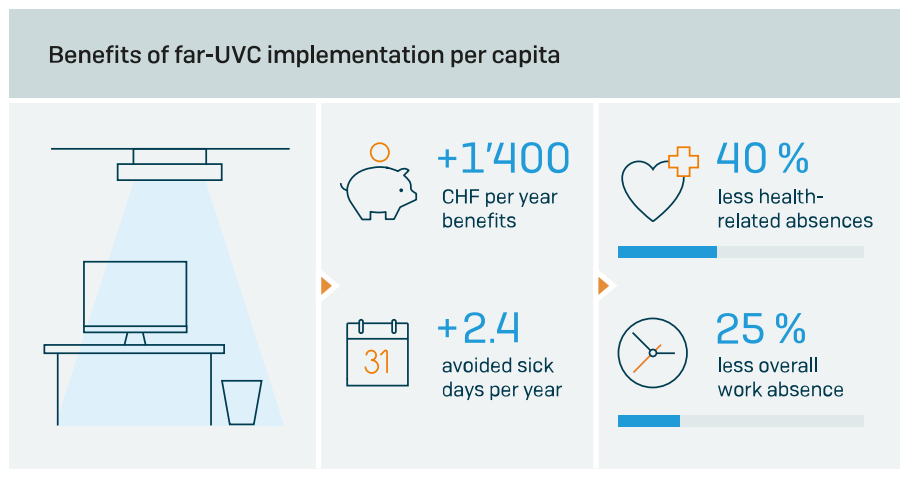 Benefits of far-UVC implementation per capita
+1’400
CHF per year
benefits
31
+2.4
avoided sick
days per year
40 %
less health-
related absences
25 %
less overall
work absence